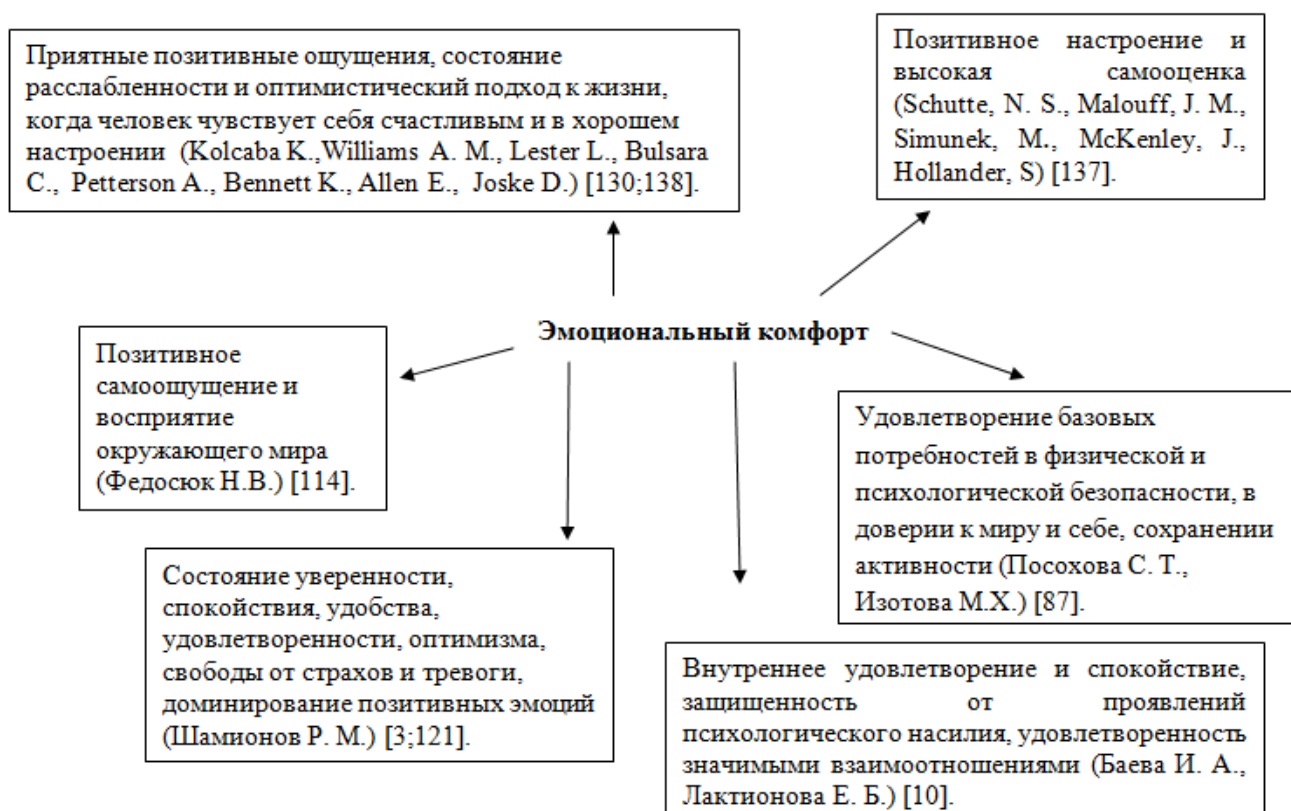 Приятные позитивные ощущения, состояние
расслабленности и оптимистический подход к жизни,
когда человек чувствует себя счастливым и в хорошем
настроении (Kolcaba K.,Williams A. M., Lester L., Bulsara
C., Petterson A., Bennett K., Allen E., Joske D.) [130;138].
Позитивное настроение и
высокая самооценка
(Schutte, N. S., Malouff, J. M.,
Simunek, M., McKenley, J.,
Hollander, S) [137].
Эмоциональный комфорт
Позитивное
самоощущение и
восприятие
окружающего мира
(Федосюк Н.В.) [114].
Удовлетворение базовых
потребностей в физической и
психологической безопасности, в
доверии к миру и себе, сохранении
активности (Посохова С. Т.,
Изотова М.Х.) [87].
Состояние уверенности,
спокойствия, удобства,
удовлетворенности, оптимизма,
свободы от страхов и тревоги,
доминирование позитивных эмоций
(Шамионов Р. М.) [3;121].
Внутреннее удовлетворение и спокойствие,
защищенность от проявлений
психологического насилия, удовлетворенность
значимыми взаимоотношениями (Баева И. А.,
Лактионова Е. Б.) [10].